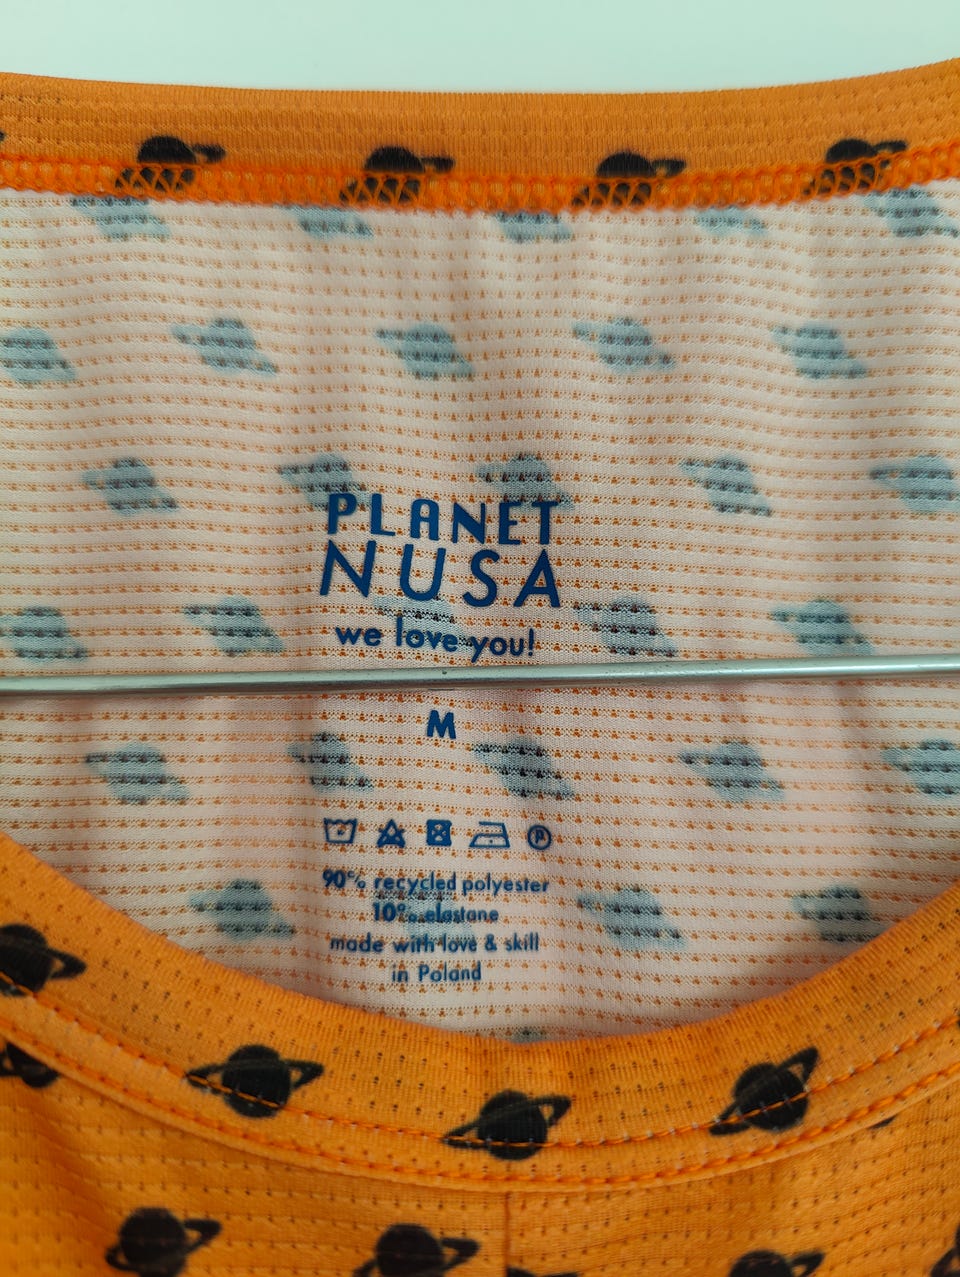 PLANET
NUSA
we love you!
M
P
90% recycled polyester
10% elastane
made with love & skill
in Poland